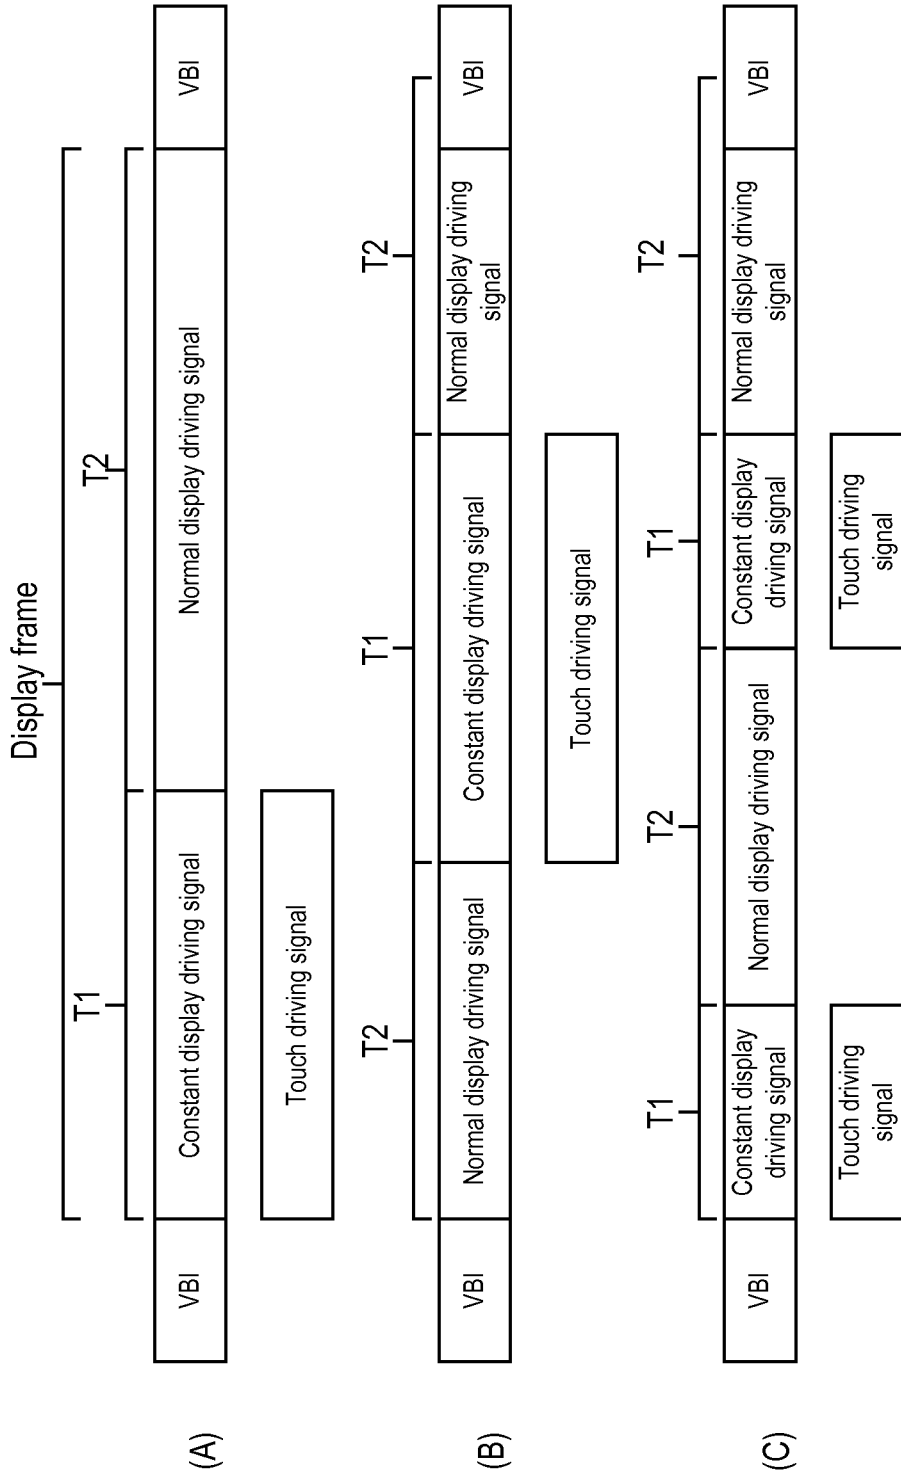 Display frame
T1
T2
(A)
VBI
Constant display driving signal
Normal display driving signal
VBI
Touch driving signal
T2
T1
T2
(B)
VBI
Normal display driving signal
Constant display driving signal
Normal display driving
signal
VBI
Touch driving signal
T1
T2
T1
T2
(C)
VBI
Constant display
driving signal
Normal display driving signal
Constant display
driving signal
Normal display driving
signal
VBI
Touch driving
signal
Touch driving
signal